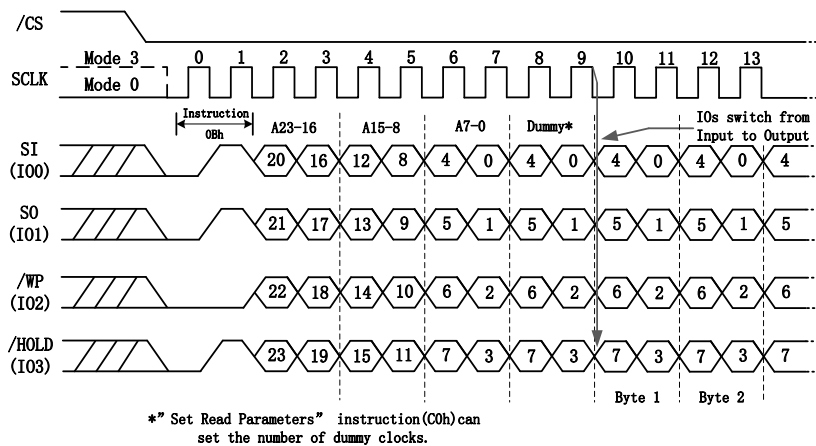 /CS
Mode 3 0 1 2 3 4 5 6 7 8 9 10 11 12 13
SCLK Mode 0
Instruction A23-16 A15-8 A7-0 Dummy* IOs switch from
0Bh Input to Output
SI 20 16 12 8 4 0 4 0 4 0 4 0 4
(IO0)
SO 21 17 13 9 5 1 5 1 5 1 5 1 5
(IO1)
/WP 22 18 14 10 6 2 6 2 6 2 6 2 6
(IO2)
/HOLD 23 19 15 11 7 3 7 3 7 3 7 3 7
(IO3)
Byte 1 Byte 2
*” Set Read Parameters” instruction(C0h)can
set the number of dummy clocks.